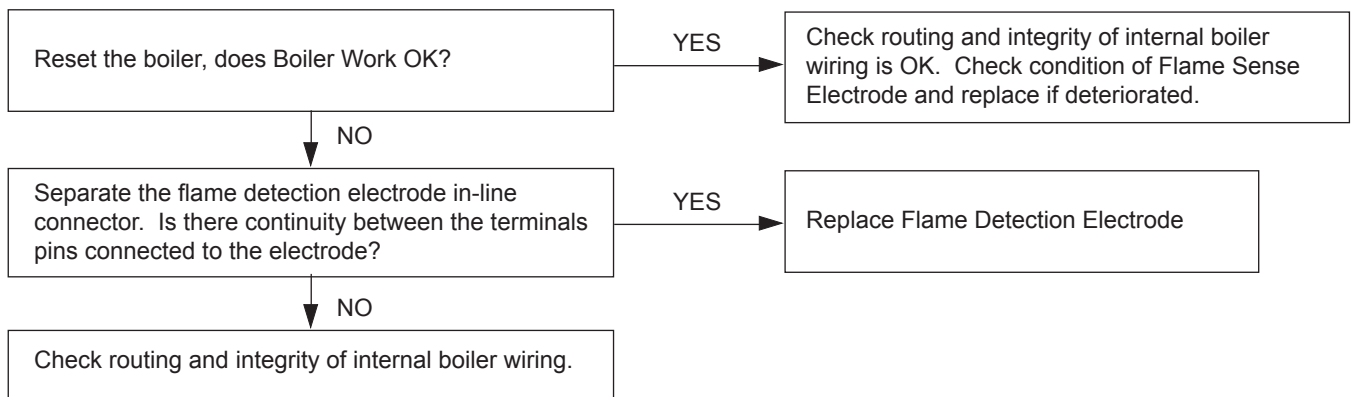 Reset the boiler, does Boiler Work OK?
YES
Check routing and integrity of internal boiler
wiring is OK.  Check condition of Flame Sense
Electrode and replace if deteriorated.
NO
Separate the flame detection electrode in-line
connector.  Is there continuity between the terminals
pins connected to the electrode?
YES
Replace Flame Detection Electrode
NO
Check routing and integrity of internal boiler wiring.